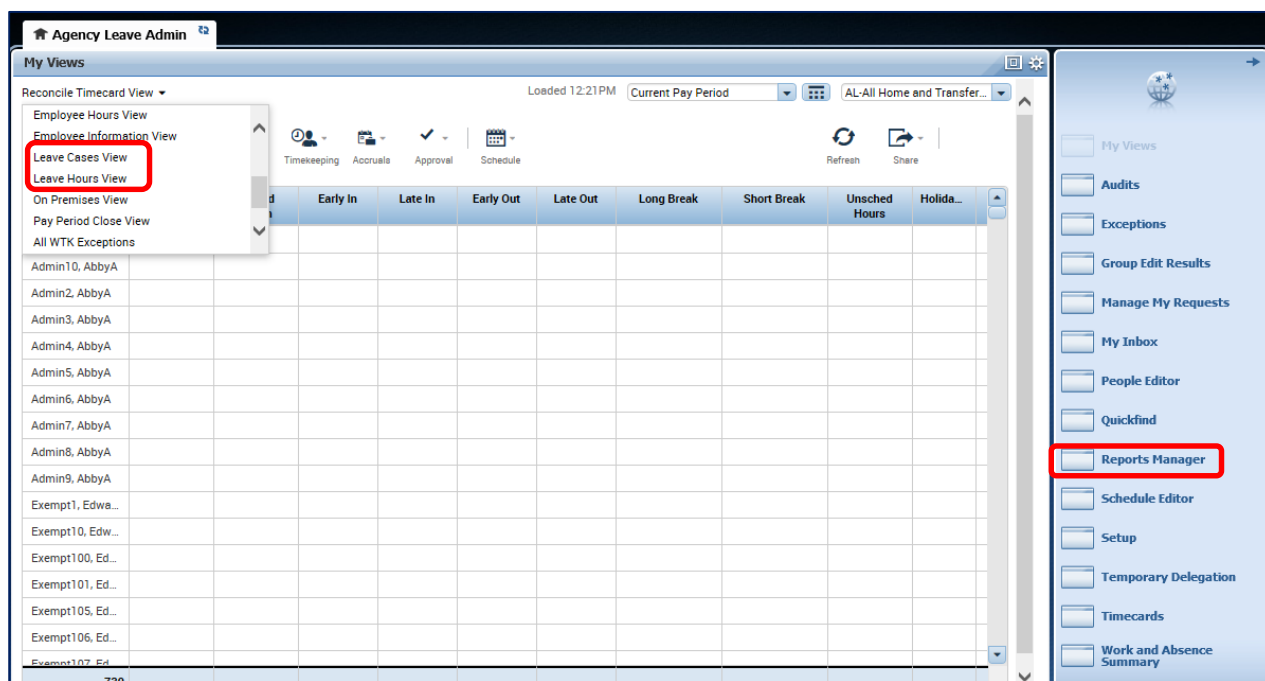 Agency Leave Admin
My Views
Reconcile Timecard View
Loaded 12:21PM
Current Pay Period
AL-All Home and Transfer...
Employee Hours View
Employee Information View
Leave Cases View
Leave Hours View
On Premises View
Pay Period Close View
All WTK Exceptions
Timekeeping
Accruals
Approval
Schedule
Refresh
Share
Early In
Late In
Early Out
Late Out
Long Break
Short Break
Unsched
Hours
Holida...
Admin10, AbbyA
Admin2, AbbyA
Admin3, AbbyA
Admin4, AbbyA
Admin5, AbbyA
Admin6, AbbyA
Admin7, AbbyA
Admin8, AbbyA
Admin9, AbbyA
Exempt1, Edwa...
Exempt10, Edw...
Exempt100, Ed...
Exempt101, Ed...
Exempt105, Ed...
Exempt106, Ed...
Exempt107, Ed
730
My Views
Audits
Exceptions
Group Edit Results
Manage My Requests
My Inbox
People Editor
Quickfind
Reports Manager
Schedule Editor
Setup
Temporary Delegation
Timecards
Work and Absence
Summary